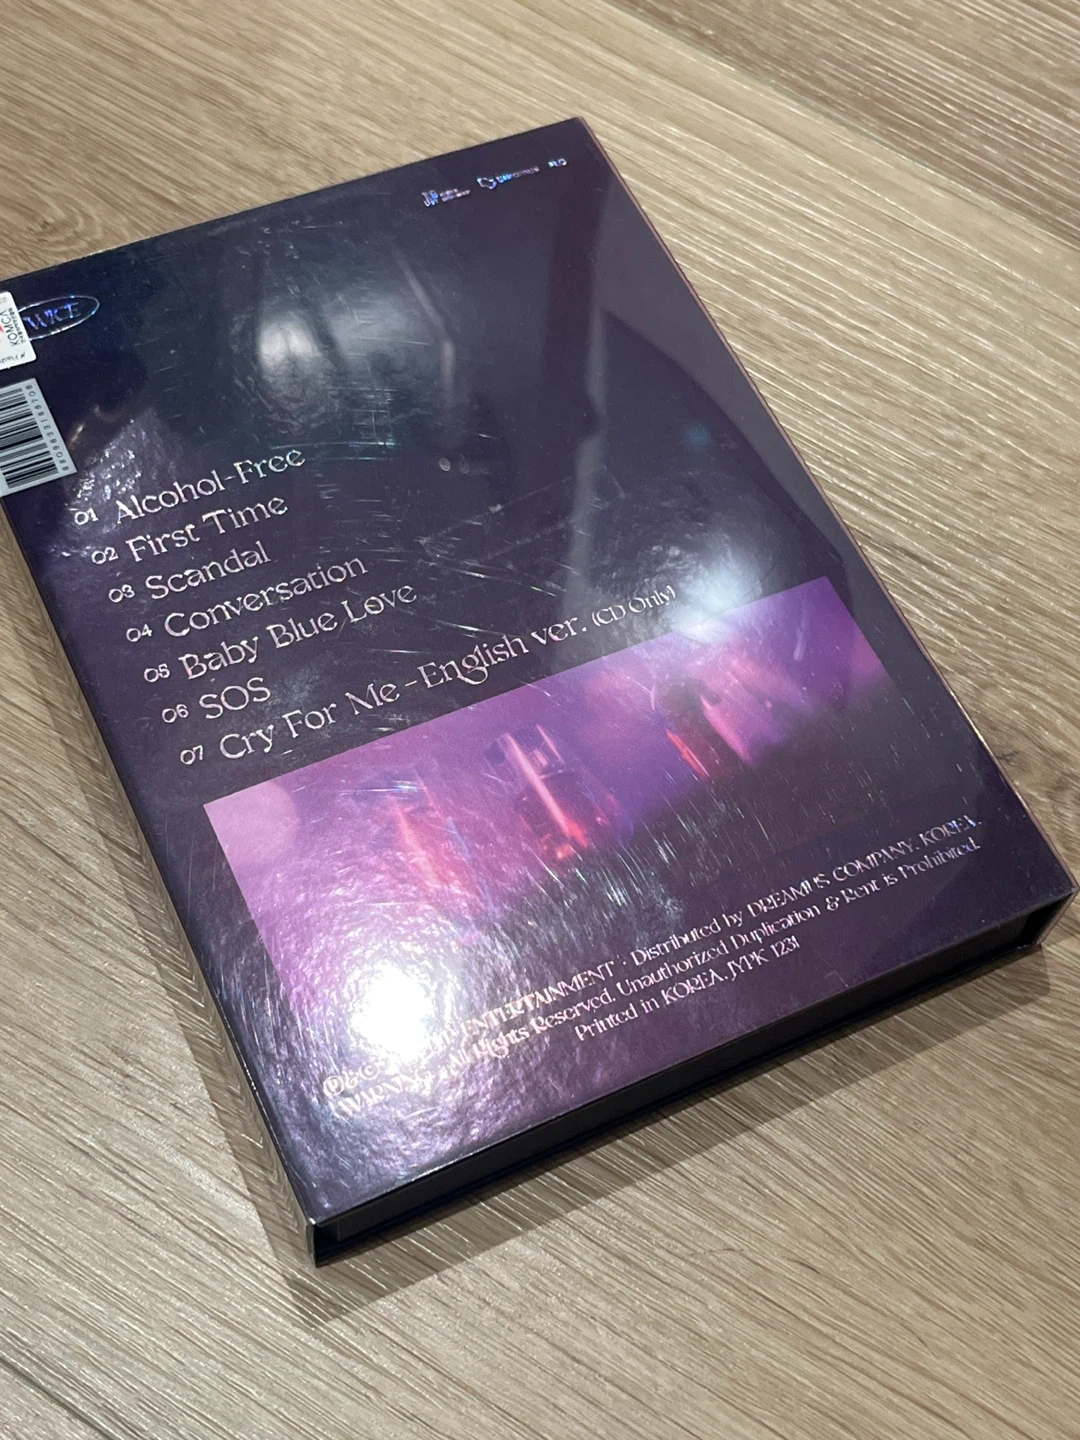 KOMCA
8809633189709
01 Alcohol-Free
02 First Time
03 Scandal
04 Conversation
05 Baby Blue Love
06 SOS
07 Cry For Me - English ver. (CD Only)
ENTERTAINMENT · Distributed by DREAMUS COMPANY, KOREA.
All Rights Reserved. Unauthorized Duplication & Rent is Prohibited.
Printed in KOREA. JYPK 1231